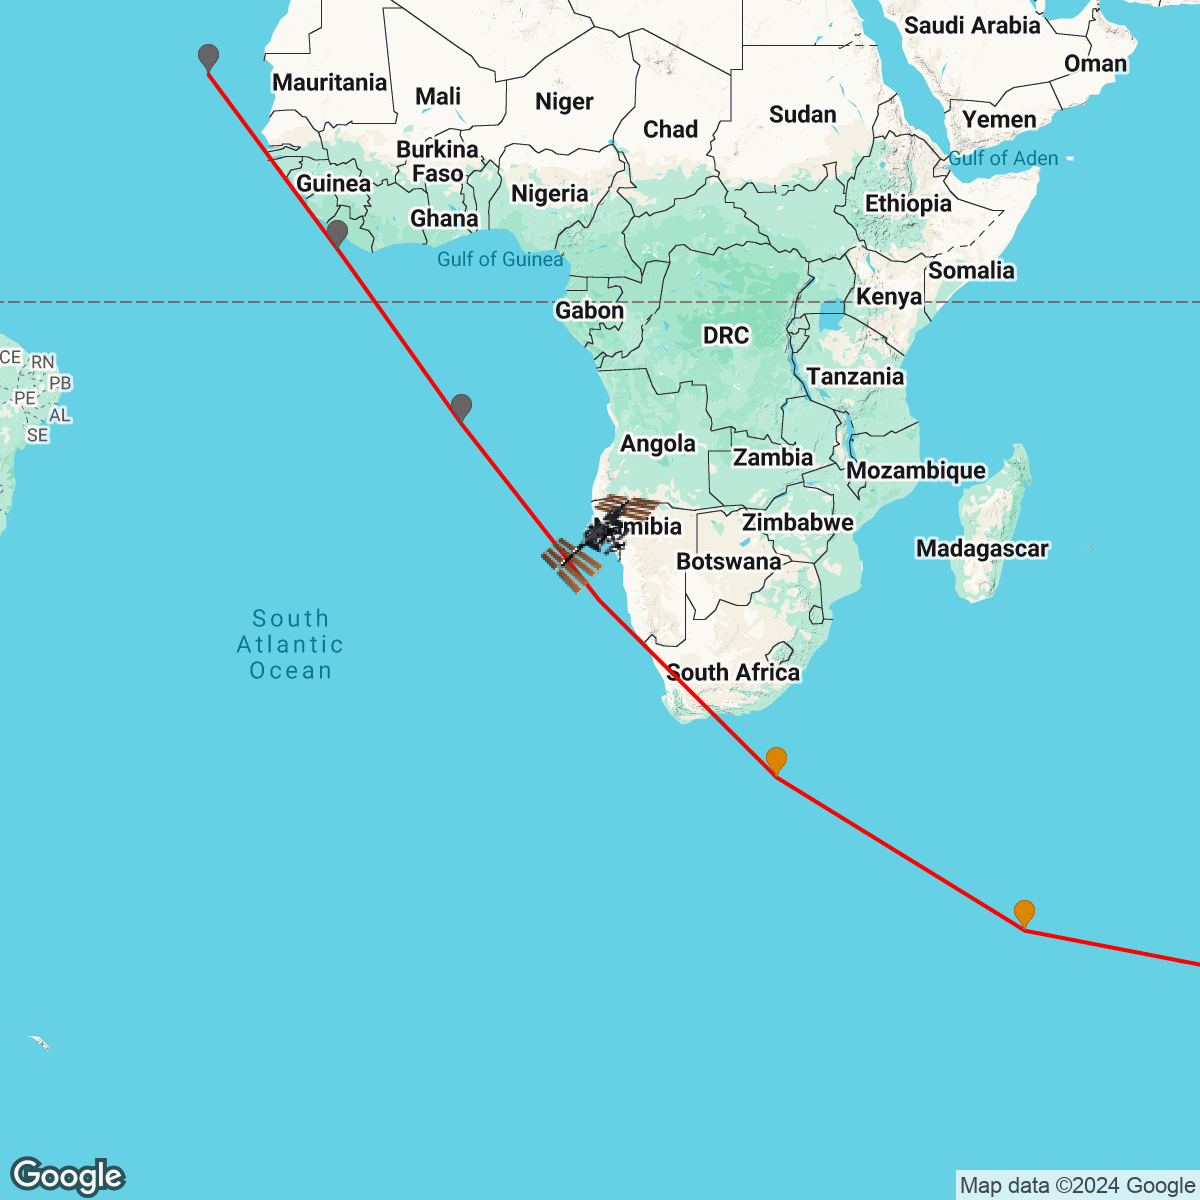 Saudi Arabia
Oman
Mauritania
Mali
Niger
Chad
Sudan
Yemen
Burkina
Faso
Gulf of Aden
Guinea
Nigeria
Ethiopia
Ghana
Gulf of Guinea
Somalia
Gabon
Kenya
DRC
CE
RN
PB
PE
AL
SE
Tanzania
Angola
Zambia
Mozambique
amibia
Zimbabwe
Botswana
Madagascar
South
Atlantic
Ocean
South Africa
Google
Map data ©2024 Google